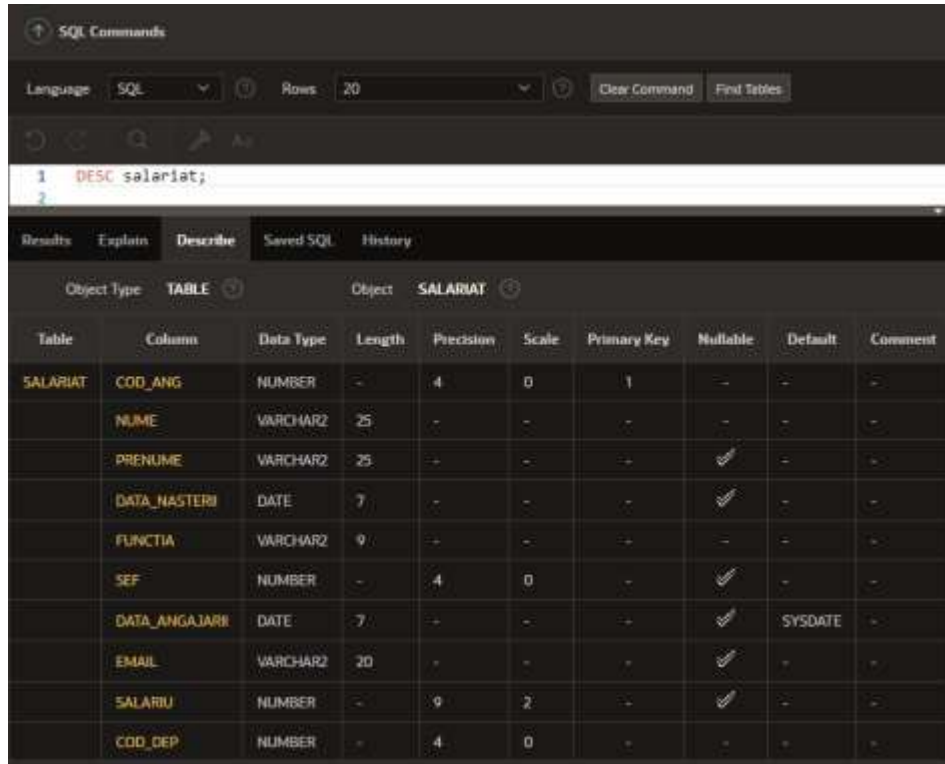 SQL Commands
Language SQL Rows 20 Clear Command Find Tables
Aa
1 DESC salariat;
2
Results Explain Describe Saved SQL History
Object Type TABLE Object SALARIAT
Table Column Data Type Length Precision Scale Primary Key Nullable Default Comment
SALARIAT COD_ANG NUMBER - 4 0 1 - - -
NUME VARCHAR2 25 - - - - - -
PRENUME VARCHAR2 25 - - - ✓ - -
DATA_NASTERII DATE 7 - - - ✓ - -
FUNCTIA VARCHAR2 9 - - - - - -
SEF NUMBER - 4 0 - ✓ - -
DATA_ANGAJARII DATE 7 - - - ✓ SYSDATE -
EMAIL VARCHAR2 20 - - - ✓ - -
SALARIU NUMBER - 9 2 - ✓ - -
COD_DEP NUMBER - 4 0 - - - -